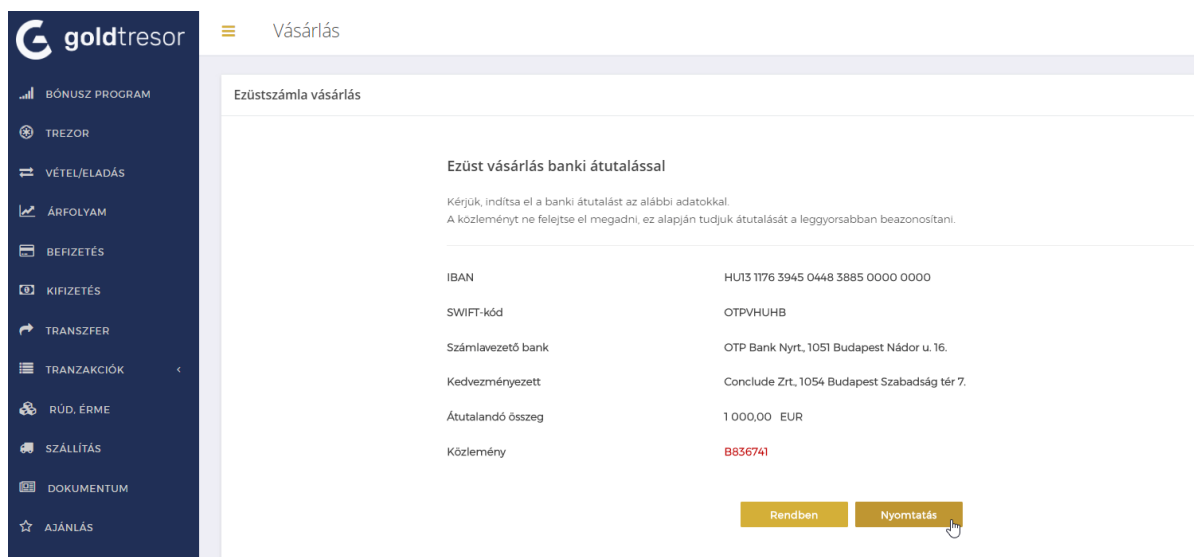 goldtresor
Vásárlás
BÓNUSZ PROGRAM
TREZOR
VÉTEL/ELADÁS
ÁRFOLYAM
BEFIZETÉS
KIFIZETÉS
TRANSZFER
TRANZAKCIÓK
RÚD, ÉRME
SZÁLLÍTÁS
DOKUMENTUM
AJÁNLÁS
Ezüstszámla vásárlás
Ezüst vásárlás banki átutalással
Kérjük, indítsa el a banki átutalást az alábbi adatokkal.
A közleményt ne felejtse el megadni, ez alapján tudjuk átutalását a leggyorsabban beazonosítani.
IBAN HU13 1176 3945 0448 3885 0000 0000
SWIFT-kód OTPVHUHB
Számlavezető bank OTP Bank Nyrt., 1051 Budapest Nádor u. 16.
Kedvezményezett Conclude Zrt., 1054 Budapest Szabadság tér 7.
Átutalandó összeg 1 000,00 EUR
Közlemény B836741
Rendben Nyomtatás